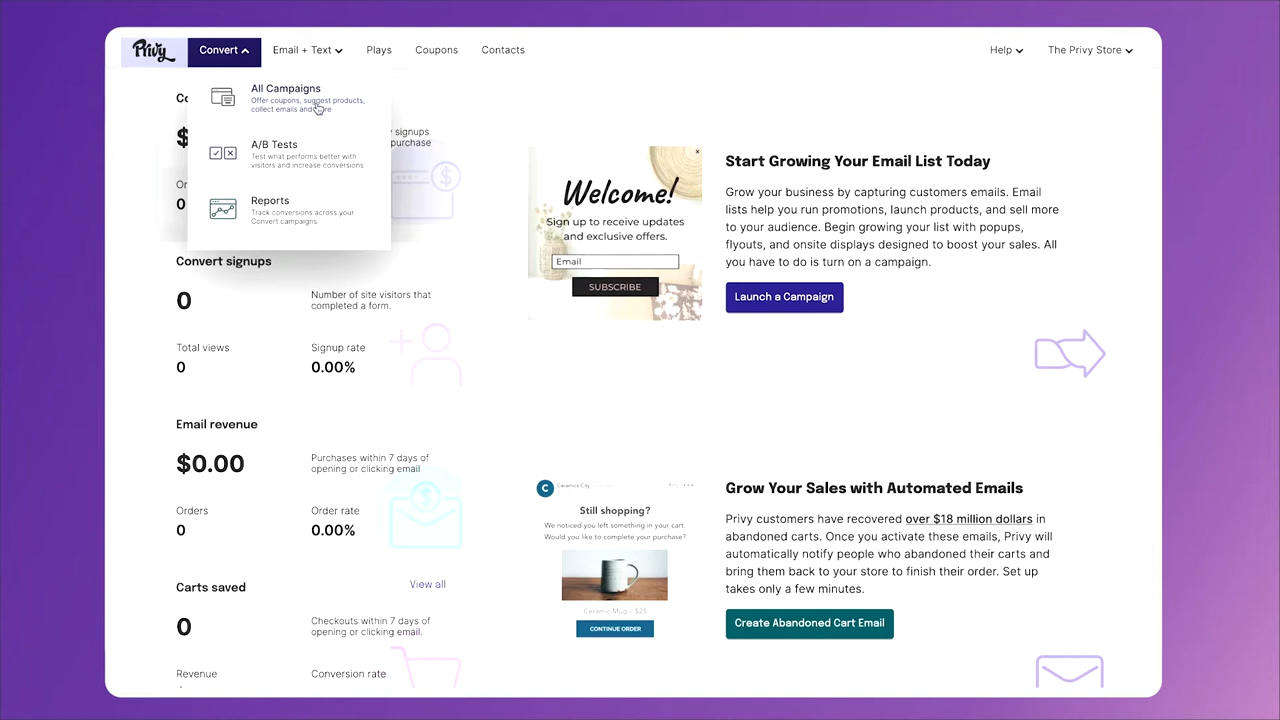 Privy
Convert
Email + Text
Plays
Coupons
Contacts
Help
The Privy Store
All Campaigns
Offer coupons, suggest products,
collect emails and
A/B Tests
Test what performs better with
visitors and increase conversions
Reports
Track conversions across your
Convert campaigns
signups
purchase
0
Convert signups
0
Number of site visitors that
completed a form.
Total views
Signup rate
0
0.00%
Email revenue
$0.00
Purchases within 7 days of
opening or clicking email
Orders
Order rate
0
0.00%
Carts saved
View all
0
Checkouts within 7 days of
opening or clicking email.
Revenue
Conversion rate
Welcome!
Sign up to receive updates
and exclusive offers.
Email
SUBSCRIBE
Start Growing Your Email List Today
Grow your business by capturing customers emails. Email
lists help you run promotions, launch products, and sell more
to your audience. Begin growing your list with popups,
flyouts, and onsite displays designed to boost your sales. All
you have to do is turn on a campaign.
Launch a Campaign
C
Ceramics City
Still shopping?
We noticed you left something in your cart.
Would you like to complete your purchase?
Ceramic Mug - $25
CONTINUE ORDER
Grow Your Sales with Automated Emails
Privy customers have recovered over $18 million dollars in
abandoned carts. Once you activate these emails, Privy will
automatically notify people who abandoned their carts and
bring them back to your store to finish their order. Set up
takes only a few minutes.
Create Abandoned Cart Email